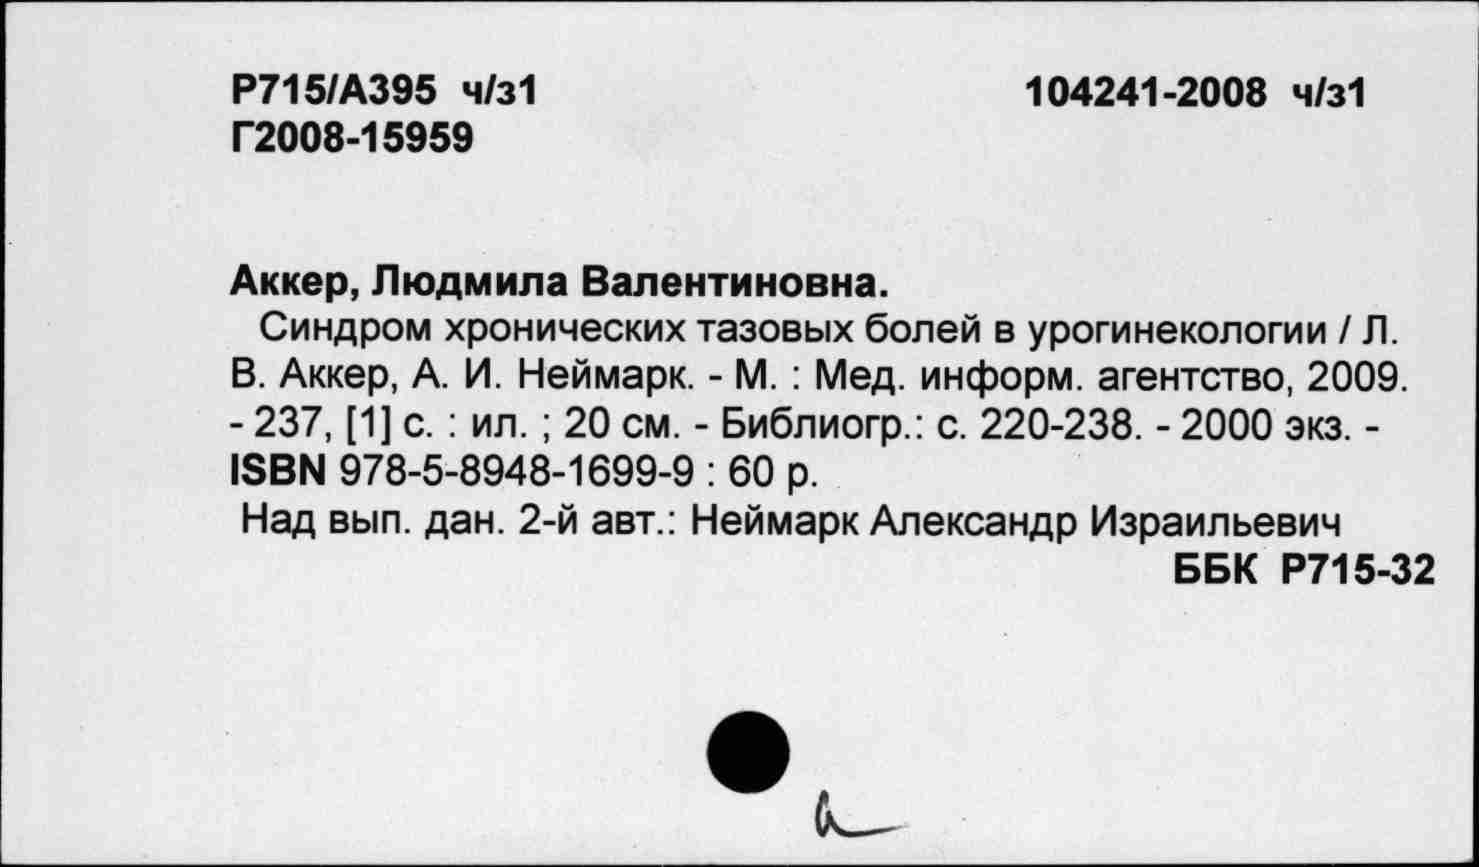 Р715/А395 ч/з1 104241-2008 ч/з1
Г2008-15959
Аккер, Людмила Валентиновна.
Синдром хронических тазовых болей в урогинекологии / Л.
В. Аккер, А. И. Неймарк. - М. : Мед. информ. агентство, 2009.
- 237, [1] с. : ил. ; 20 см. - Библиогр.: с. 220-238. - 2000 экз. -
ISBN 978-5-8948-1699-9 : 60 р.
Над вып. дан. 2-й авт.: Неймарк Александр Израильевич
ББК Р715-32